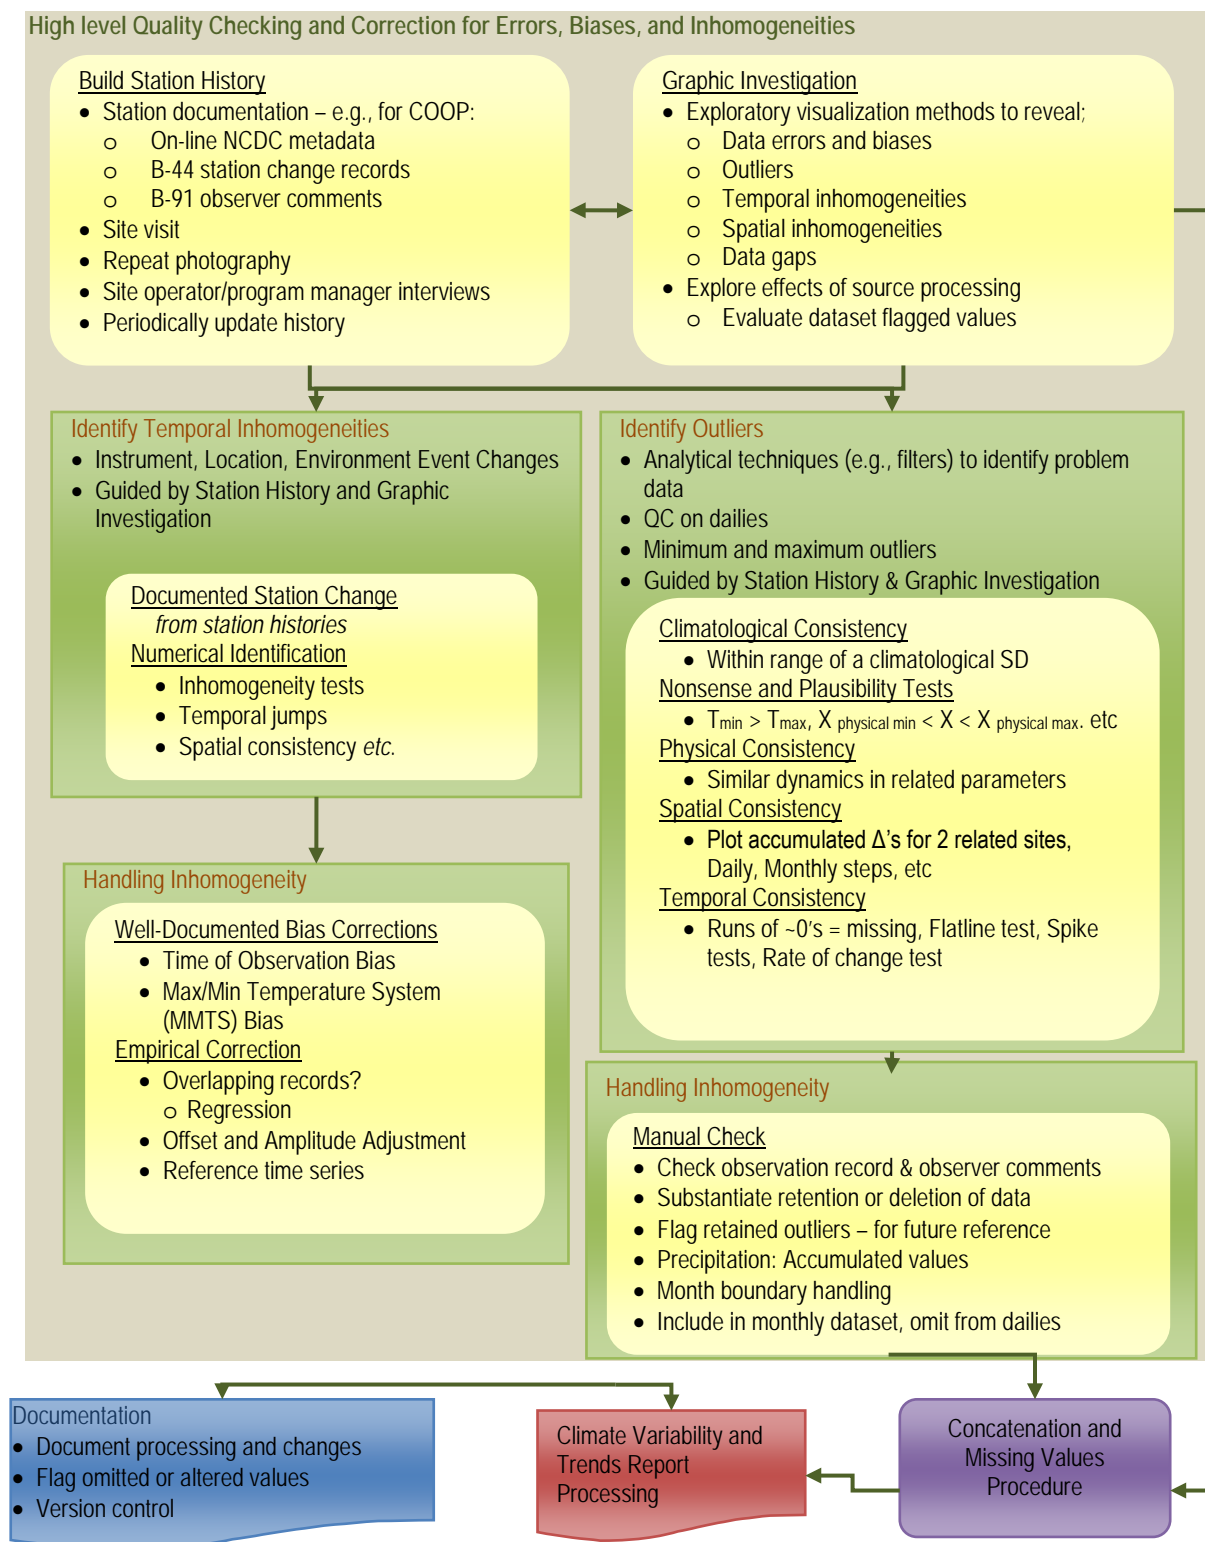 High level Quality Checking and Correction for Errors, Biases, and Inhomogeneities
Build Station History
• Station documentation – e.g., for COOP:
o On-line NCDC metadata
o B-44 station change records
o B-91 observer comments
• Site visit
• Repeat photography
• Site operator/program manager interviews
• Periodically update history
Graphic Investigation
• Exploratory visualization methods to reveal;
o Data errors and biases
o Outliers
o Temporal inhomogeneities
o Spatial inhomogeneities
o Data gaps
• Explore effects of source processing
o Evaluate dataset flagged values
Identify Temporal Inhomogeneities
• Instrument, Location, Environment Event Changes
• Guided by Station History and Graphic
Investigation
Documented Station Change
from station histories
Numerical Identification
• Inhomogeneity tests
• Temporal jumps
• Spatial consistency etc.
Identify Outliers
• Analytical techniques (e.g., filters) to identify problem
data
• QC on dailies
• Minimum and maximum outliers
• Guided by Station History & Graphic Investigation
Climatological Consistency
• Within range of a climatological SD
Nonsense and Plausibility Tests
• Tmin > Tmax, X physical min < X < X physical max. etc
Physical Consistency
• Similar dynamics in related parameters
Spatial Consistency
• Plot accumulated Δ's for 2 related sites,
Daily, Monthly steps, etc
Temporal Consistency
• Runs of ~0's = missing, Flatline test, Spike
tests, Rate of change test
Handling Inhomogeneity
Well-Documented Bias Corrections
• Time of Observation Bias
• Max/Min Temperature System
(MMTS) Bias
Empirical Correction
• Overlapping records?
o Regression
• Offset and Amplitude Adjustment
• Reference time series
Handling Inhomogeneity
Manual Check
• Check observation record & observer comments
• Substantiate retention or deletion of data
• Flag retained outliers – for future reference
• Precipitation: Accumulated values
• Month boundary handling
• Include in monthly dataset, omit from dailies
Documentation
• Document processing and changes
• Flag omitted or altered values
• Version control
Climate Variability and
Trends Report
Processing
Concatenation and
Missing Values
Procedure